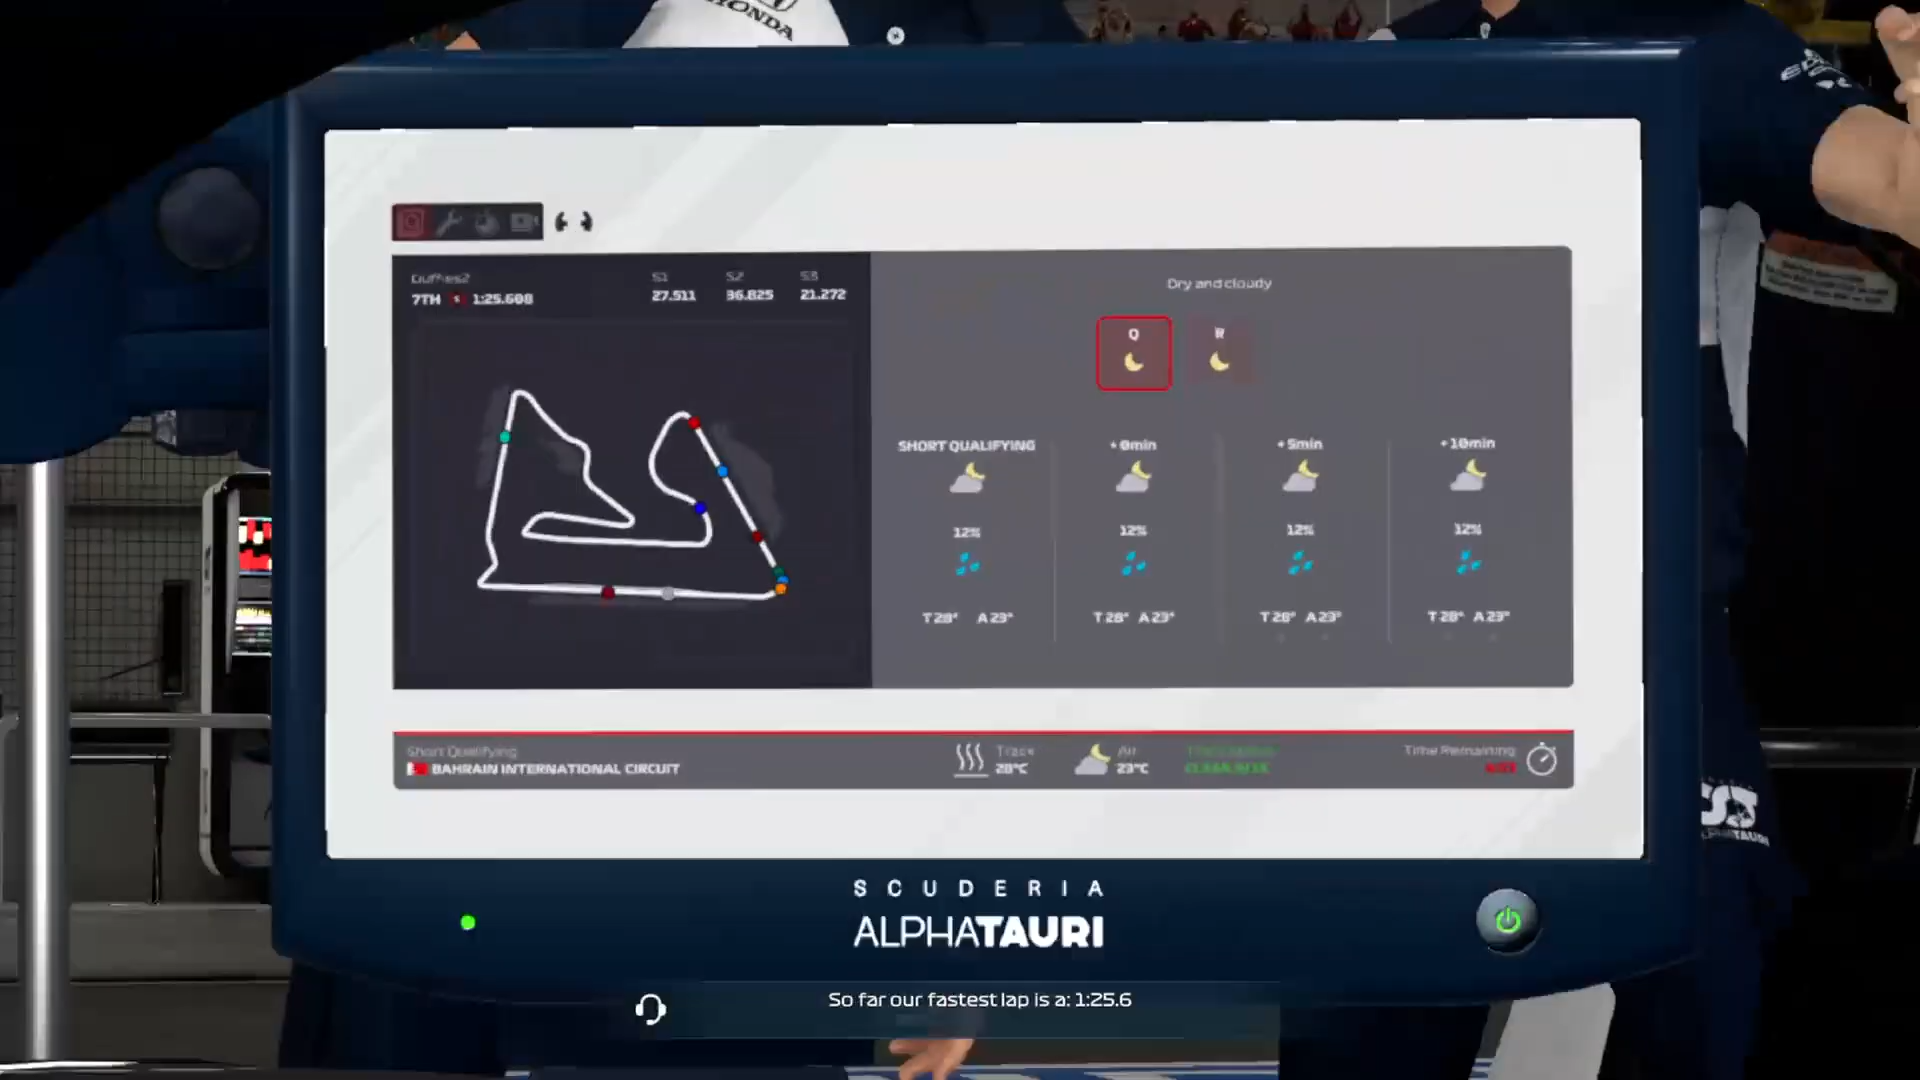 HONDA
7TH 1:25.608
S1 S2 S3
27.511 36.825 21.272
Dry and cloudy
Q R
SHORT QUALIFYING +0min +5min +10min
12% 12% 12% 12%
T 28° A 23° T 28° A 23° T 28° A 23° T 28° A 23°
Short Qualifying
BAHRAIN INTERNATIONAL CIRCUIT
Track
28°C
Air
23°C
Time Remaining
SCUDERIA
ALPHATAURI
So far our fastest lap is a: 1:25.6